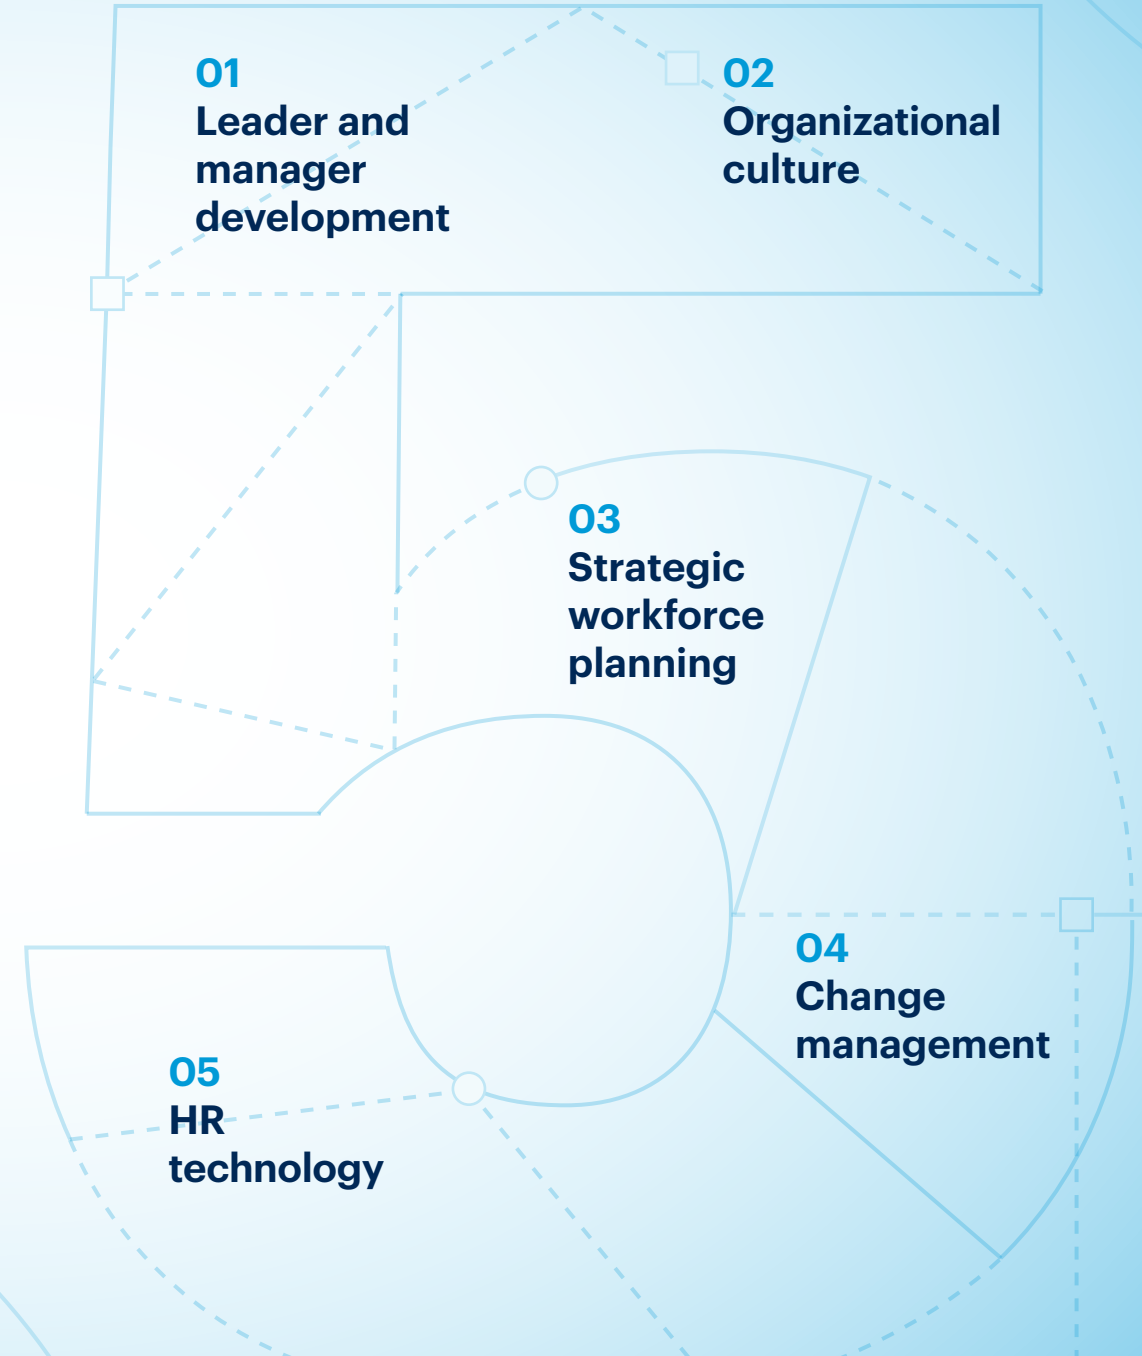 01
Leader and
manager
development
02
Organizational
culture
03
Strategic
workforce
planning
04
Change
management
05
HR
technology